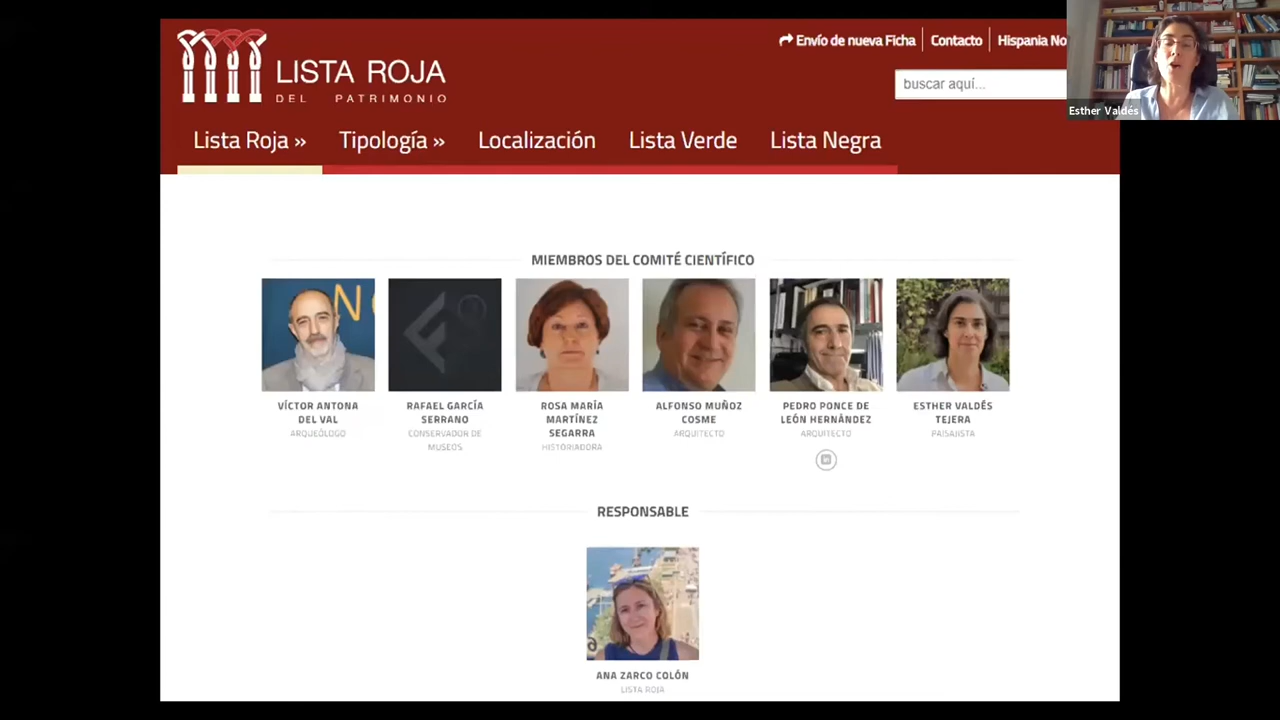 Envío de nueva Ficha
Contacto
Hispania No
LISTA ROJA
DEL PATRIMONIO
buscar aquí...
Esther Valdés
Lista Roja »
Tipología »
Localización
Lista Verde
Lista Negra
MIEMBROS DEL COMITÉ CIENTÍFICO
VÍCTOR ANTONA
DEL VAL
ARQUEÓLOGO
RAFAEL GARCÍA
SERRANO
CONSERVADOR DE
MUSEOS
ROSA MARÍA
MARTÍNEZ
SEGARRA
HISTORIADORA
ALFONSO MUÑOZ
COSME
ARQUITECTO
PEDRO PONCE DE
LEÓN HERNÁNDEZ
ARQUITECTO
ESTHER VALDÉS
TEJERA
PAISAJISTA
RESPONSABLE
ANA ZARCO COLÓN
LISTA ROJA